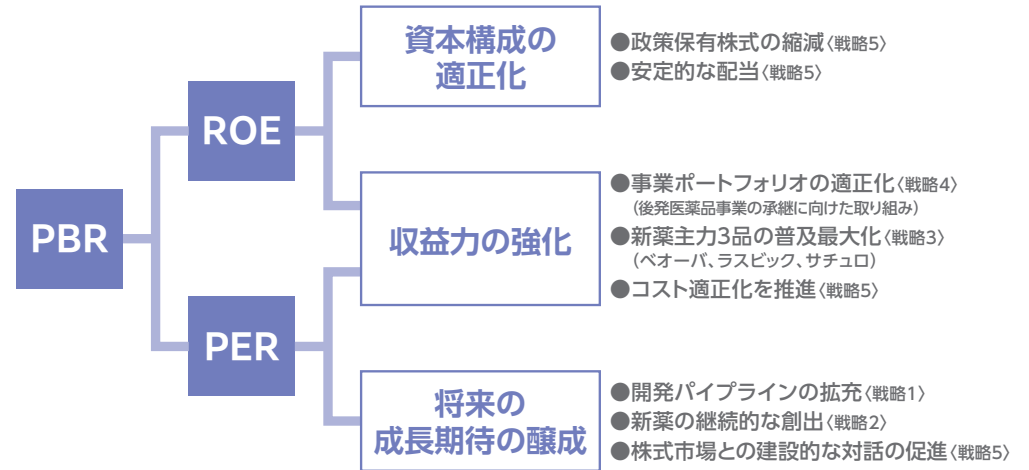 PBR
ROE
PER
資本構成の
適正化
●政策保有株式の縮減〈戦略5〉
●安定的な配当〈戦略5〉
収益力の強化
●事業ポートフォリオの適正化〈戦略4〉
(後発医薬品事業の承継に向けた取り組み)
●新薬主力3品の普及最大化〈戦略3〉
(ベオーバ、ラスビック、サチュロ)
●コスト適正化を推進〈戦略5〉
将来の
成長期待の醸成
●開発パイプラインの拡充〈戦略1〉
●新薬の継続的な創出〈戦略2〉
●株式市場との建設的な対話の促進〈戦略5〉